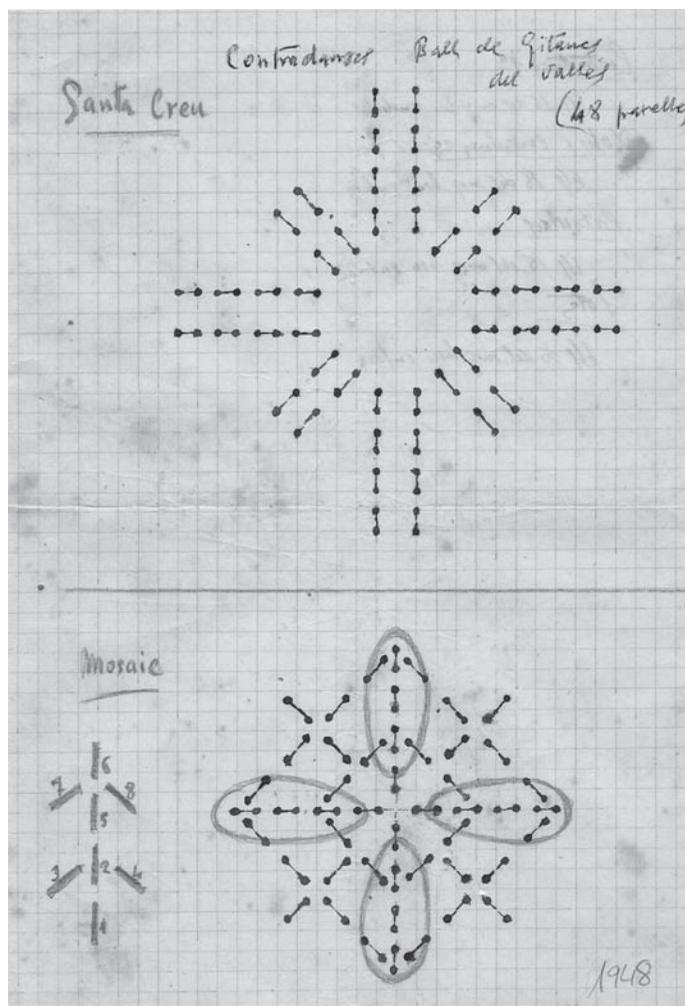 Contradanses Ball de Gitanes
del Vallès
Santa Creu
(48 parelles
Mosaic
6
7 8
5
3 2 4
1
1948